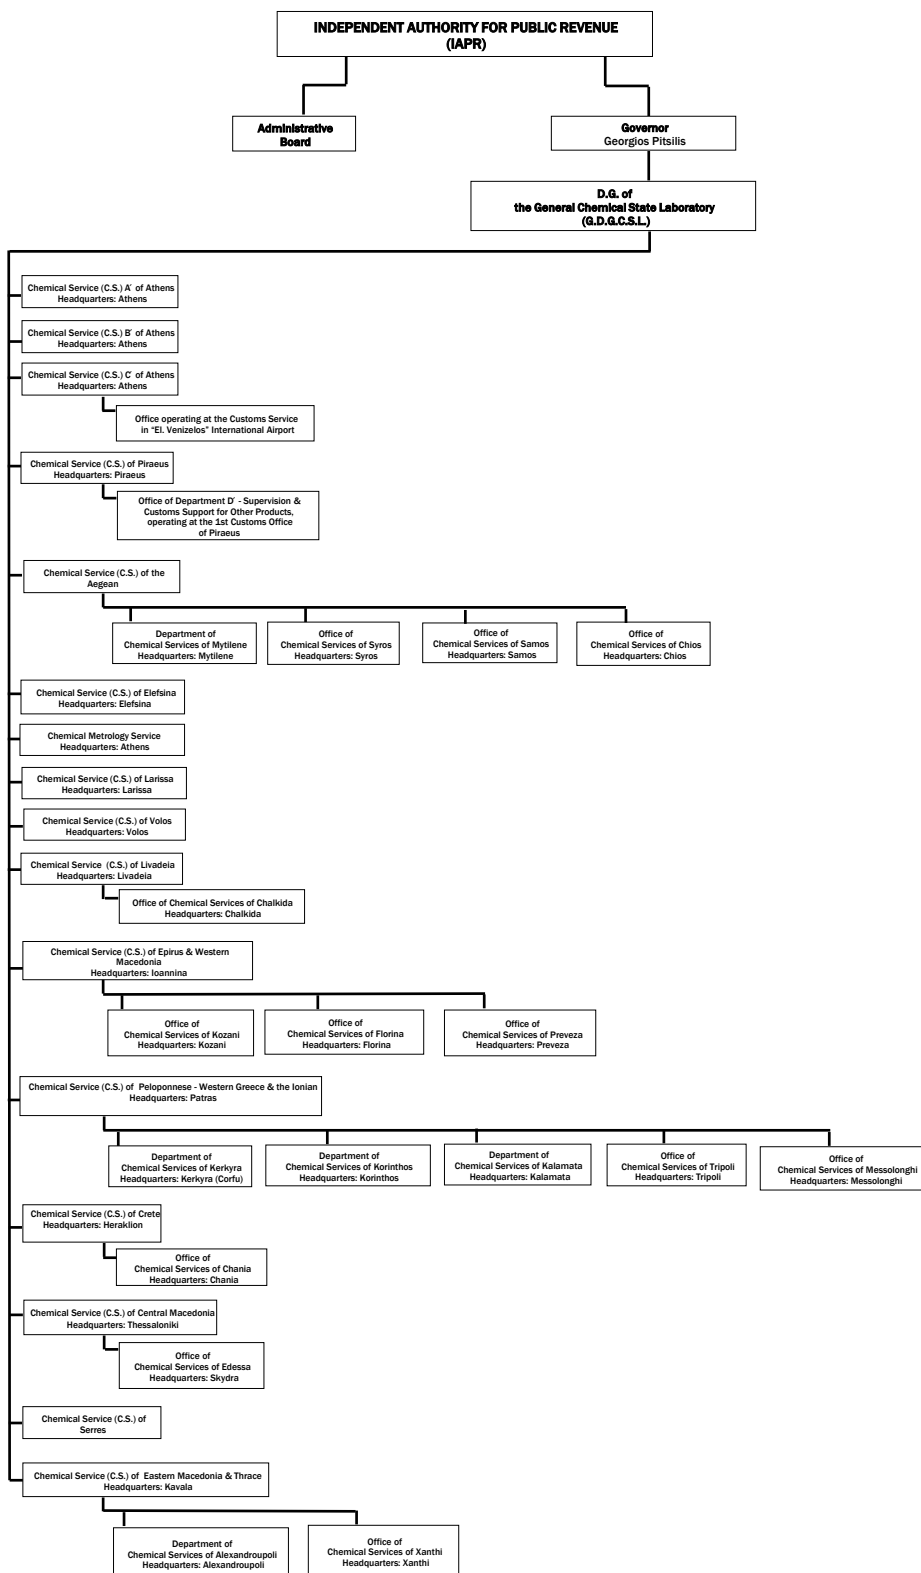 INDEPENDENT AUTHORITY FOR PUBLIC REVENUE
(IAPR)
Administrative
Board
Governor
Georgios Pitsilis
D.G. of
the General Chemical State Laboratory
(G.D.G.C.S.L.)
Chemical Service (C.S.) A΄ of Athens
Headquarters: Athens
Chemical Service (C.S.) B΄ of Athens
Headquarters: Athens
Chemical Service (C.S.) C΄ of Athens
Headquarters: Athens
Office operating at the Customs Service
in "El. Venizelos" International Airport
Chemical Service (C.S.) of Piraeus
Headquarters: Piraeus
Office of Department D΄ - Supervision &
Customs Support for Other Products,
operating at the 1st Customs Office
of Piraeus
Chemical Service (C.S.) of the
Aegean
Department of
Chemical Services of Mytilene
Headquarters: Mytilene
Office of
Chemical Services of Syros
Headquarters: Syros
Office of
Chemical Services of Samos
Headquarters: Samos
Office of
Chemical Services of Chios
Headquarters: Chios
Chemical Service (C.S.) of Elefsina
Headquarters: Elefsina
Chemical Metrology Service
Headquarters: Athens
Chemical Service (C.S.) of Larissa
Headquarters: Larissa
Chemical Service (C.S.) of Volos
Headquarters: Volos
Chemical Service (C.S.) of Livadeia
Headquarters: Livadeia
Office of Chemical Services of Chalkida
Headquarters: Chalkida
Chemical Service (C.S.) of Epirus & Western
Macedonia
Headquarters: Ioannina
Office of
Chemical Services of Kozani
Headquarters: Kozani
Office of
Chemical Services of Florina
Headquarters: Florina
Office of
Chemical Services of Preveza
Headquarters: Preveza
Chemical Service (C.S.) of Peloponnese - Western Greece & the Ionian
Headquarters: Patras
Department of
Chemical Services of Kerkyra
Headquarters: Kerkyra (Corfu)
Department of
Chemical Services of Korinthos
Headquarters: Korinthos
Department of
Chemical Services of Kalamata
Headquarters: Kalamata
Office of
Chemical Services of Tripoli
Headquarters: Tripoli
Office of
Chemical Services of Messolonghi
Headquarters: Messolonghi
Chemical Service (C.S.) of Crete
Headquarters: Heraklion
Office of
Chemical Services of Chania
Headquarters: Chania
Chemical Service (C.S.) of Central Macedonia
Headquarters: Thessaloniki
Office of
Chemical Services of Edessa
Headquarters: Skydra
Chemical Service (C.S.) of
Serres
Chemical Service (C.S.) of Eastern Macedonia & Thrace
Headquarters: Kavala
Department of
Chemical Services of Alexandroupoli
Headquarters: Alexandroupoli
Office of
Chemical Services of Xanthi
Headquarters: Xanthi